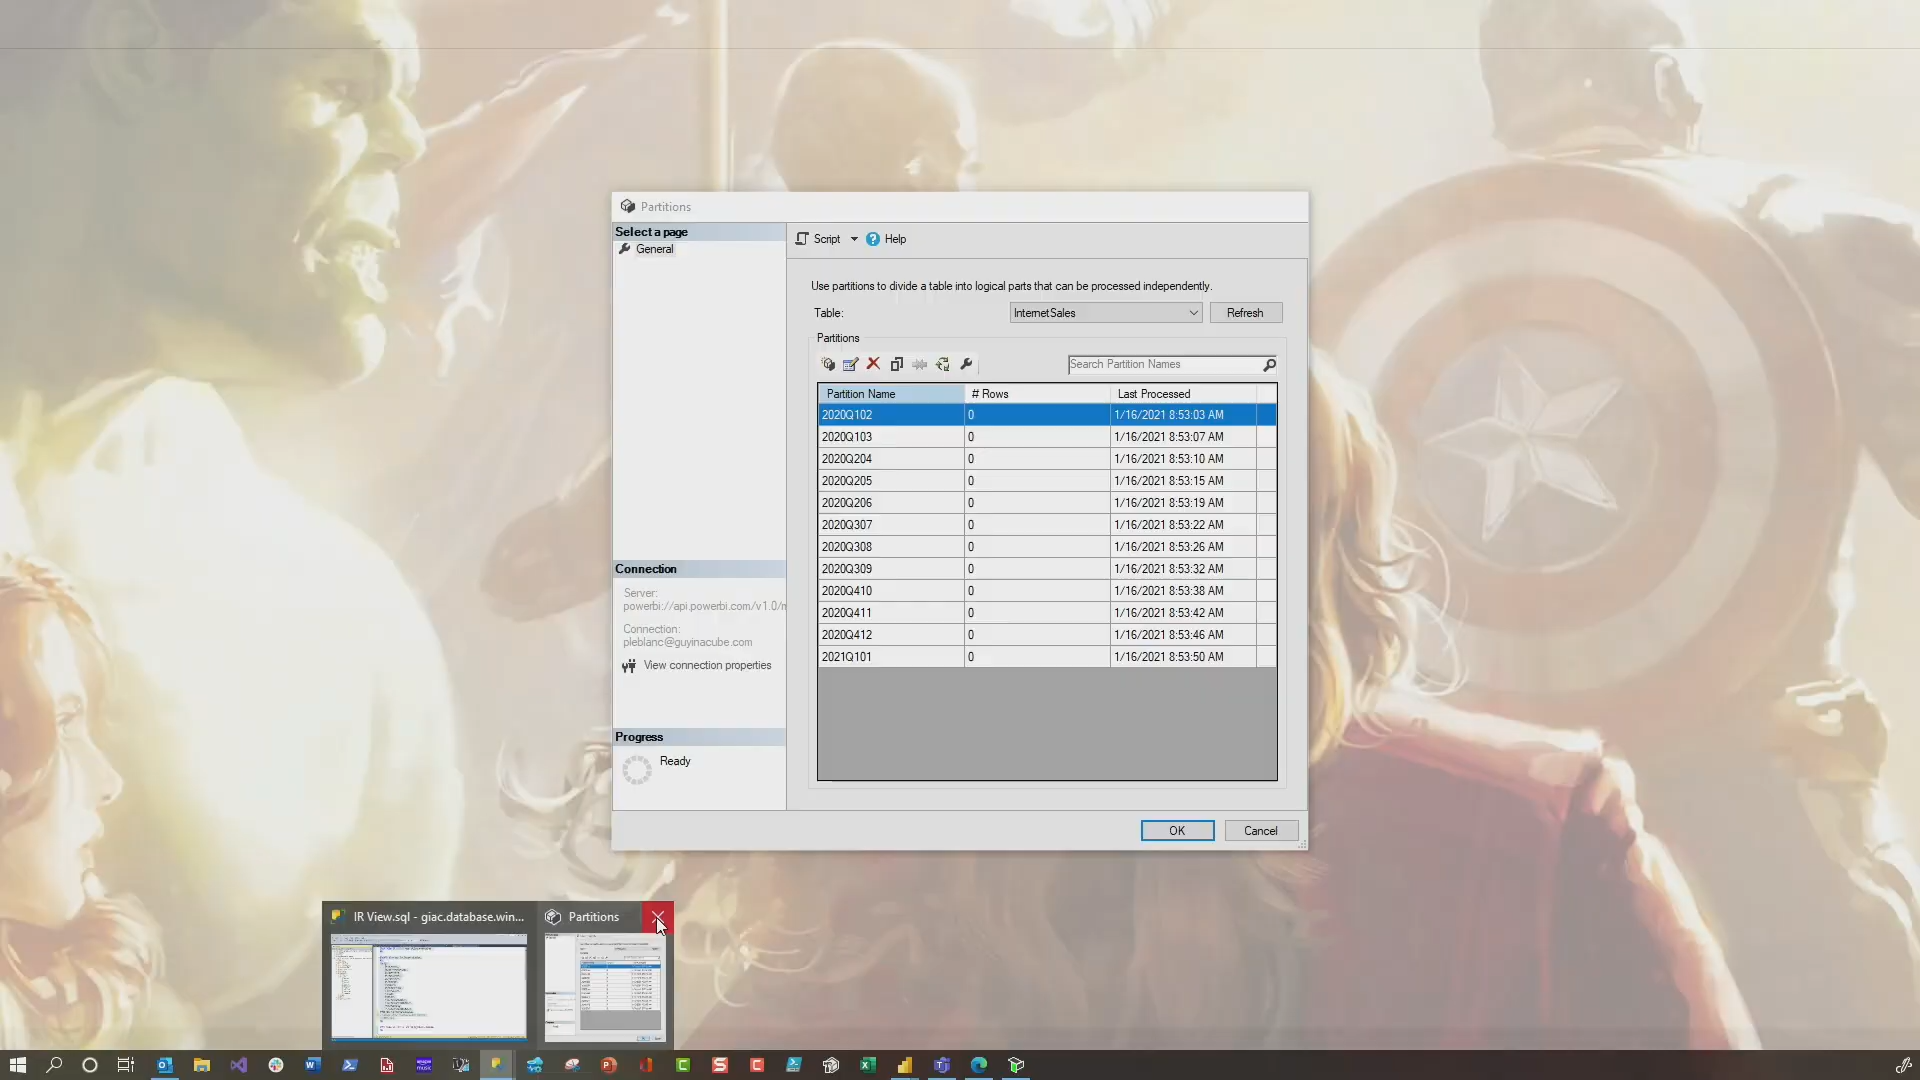 Partitions
Select a page
General
Script
Help
Use partitions to divide a table into logical parts that can be processed independently.
Table:
InternetSales
Refresh
Partitions
Search Partition Names
Partition Name # Rows Last Processed
2020Q102 0 1/16/2021 8:53:03 AM
2020Q103 0 1/16/2021 8:53:07 AM
2020Q204 0 1/16/2021 8:53:10 AM
2020Q205 0 1/16/2021 8:53:15 AM
2020Q206 0 1/16/2021 8:53:19 AM
2020Q307 0 1/16/2021 8:53:22 AM
2020Q308 0 1/16/2021 8:53:26 AM
2020Q309 0 1/16/2021 8:53:32 AM
2020Q410 0 1/16/2021 8:53:38 AM
2020Q411 0 1/16/2021 8:53:42 AM
2020Q412 0 1/16/2021 8:53:46 AM
2021Q101 0 1/16/2021 8:53:50 AM
Connection
Server:
powerbi://api.powerbi.com/v1.0/m
Connection:
pleblanc@guyinacube.com
View connection properties
Progress
Ready
OK
Cancel
IR View.sql - giac.database.win...
Partitions